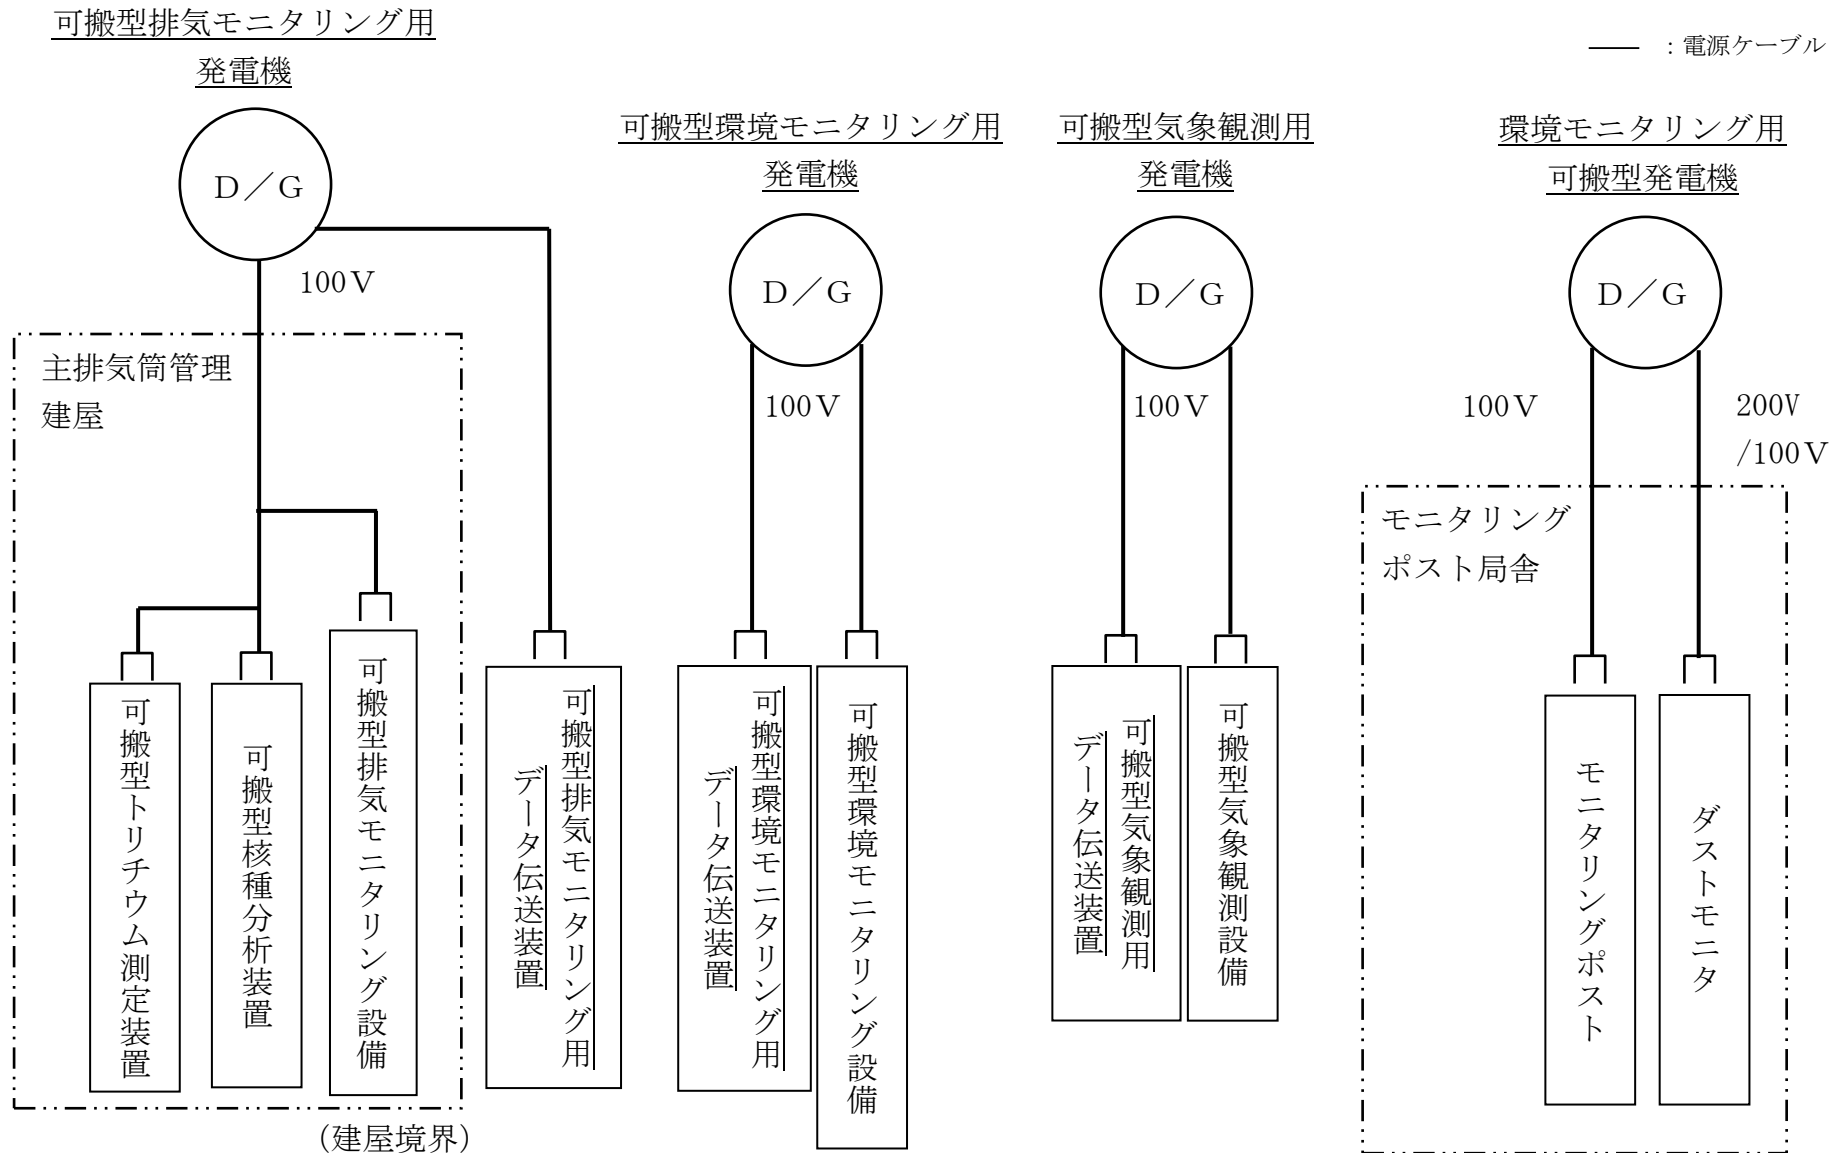 可搬型排気モニタリング用
発電機
―― ：電源ケーブル
可搬型環境モニタリング用
発電機
可搬型気象観測用
発電機
環境モニタリング用
可搬型発電機
D／G
D／G
D／G
D／G
100V
100V
100V
100V
200V
/100V
主排気筒管理
建屋
モニタリング
ポスト局舎
可搬型トリチウム測定装置
可搬型核種分析装置
可搬型排気モニタリング設備
可搬型排気モニタリング用
データ伝送装置
可搬型環境モニタリング用
データ伝送装置
可搬型環境モニタリング設備
可搬型気象観測用
データ伝送装置
可搬型気象観測設備
モニタリングポスト
ダストモニタ
(建屋境界)